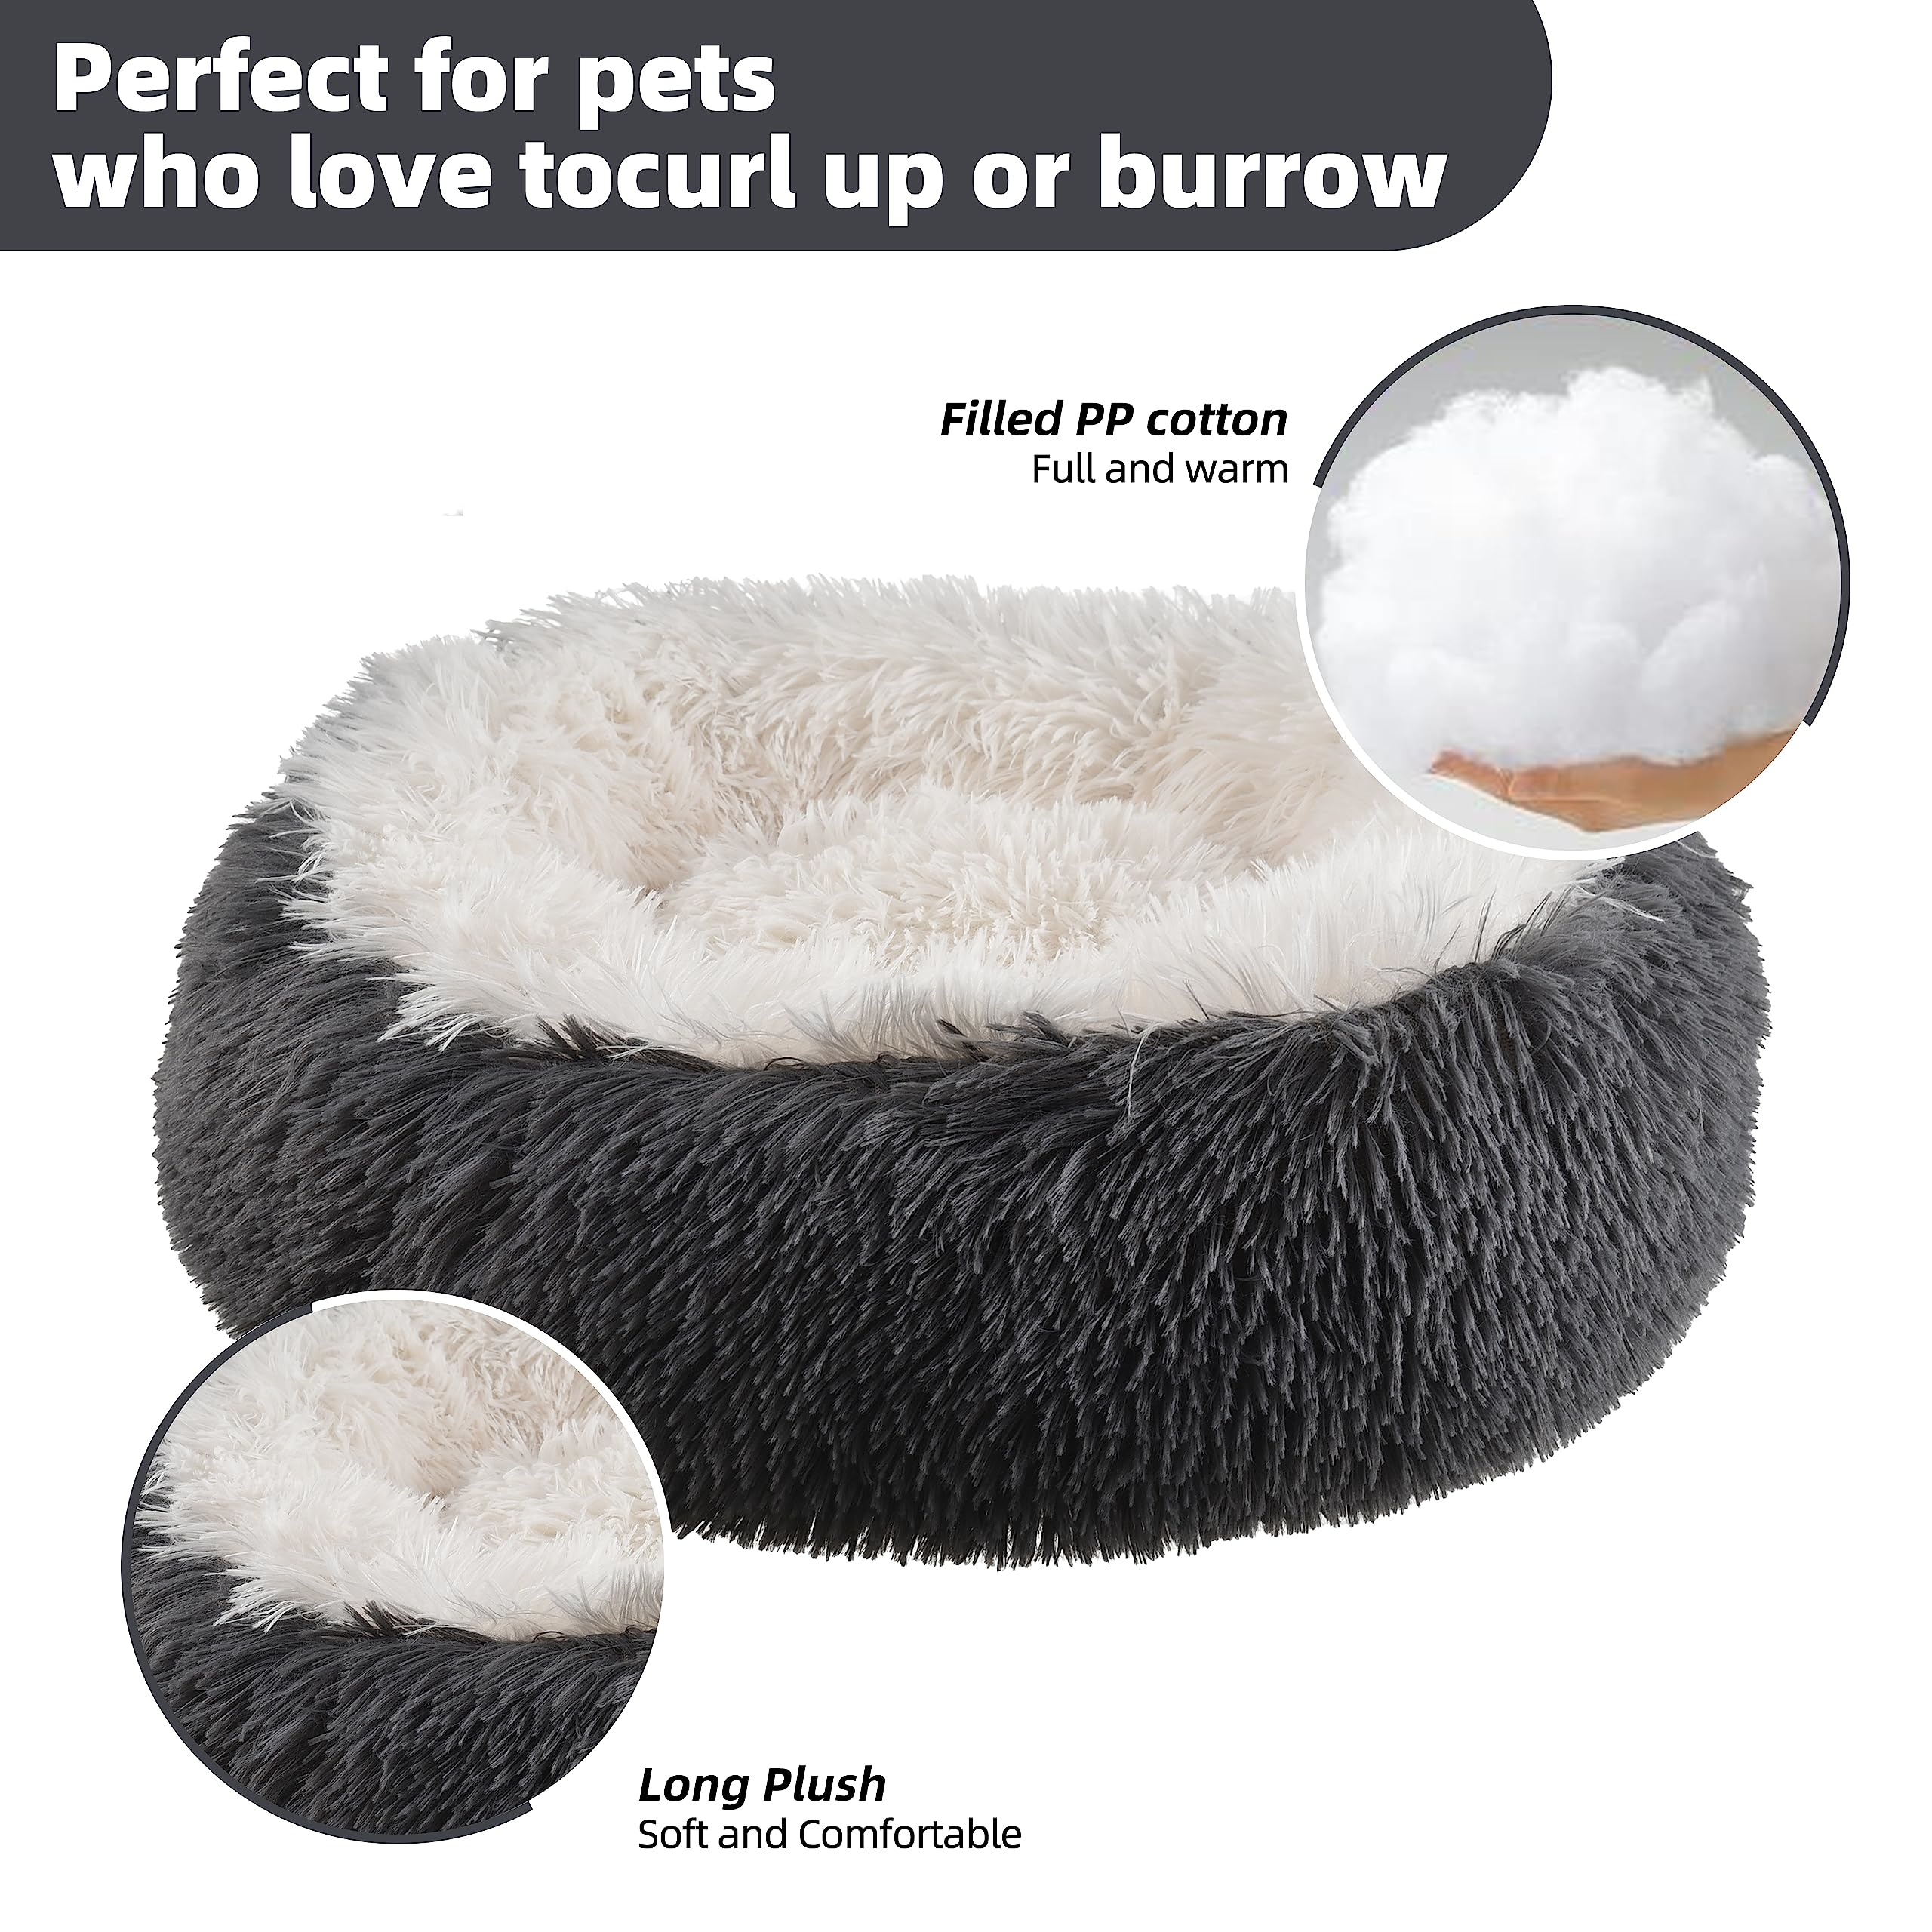 Perfect for pets
who love tocurl up or burrow
Filled PP cotton
Full and warm
Long Plush
Soft and Comfortable